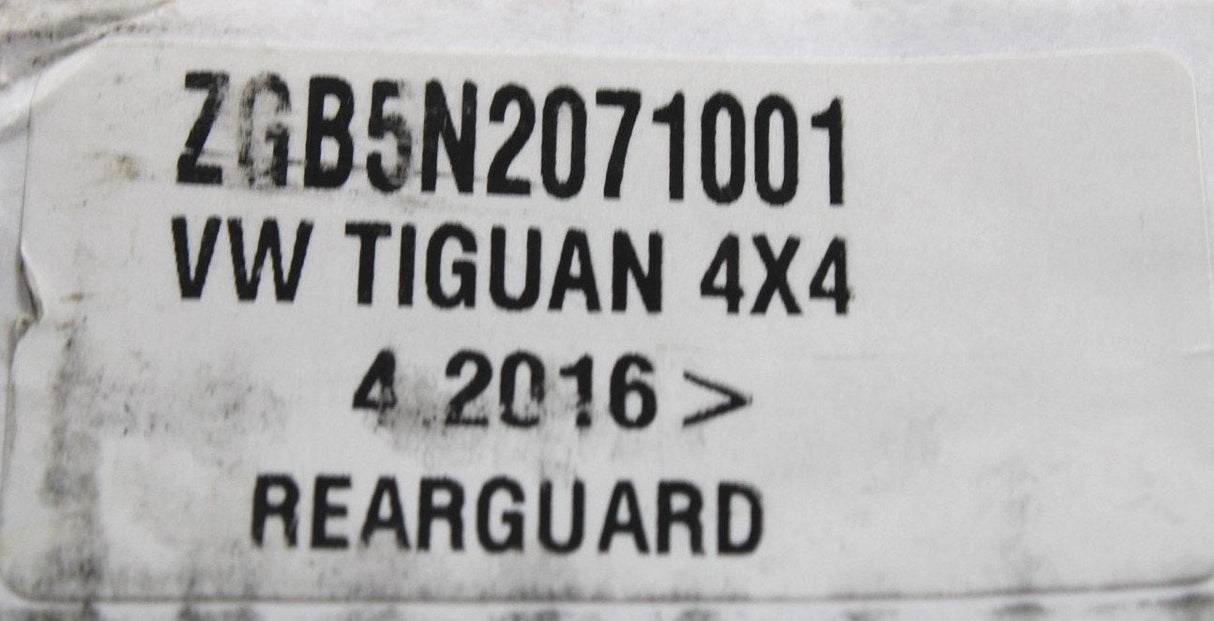 ZGB5N2071001
VW TIGUAN 4X4
4 2016 >
REARGUARD